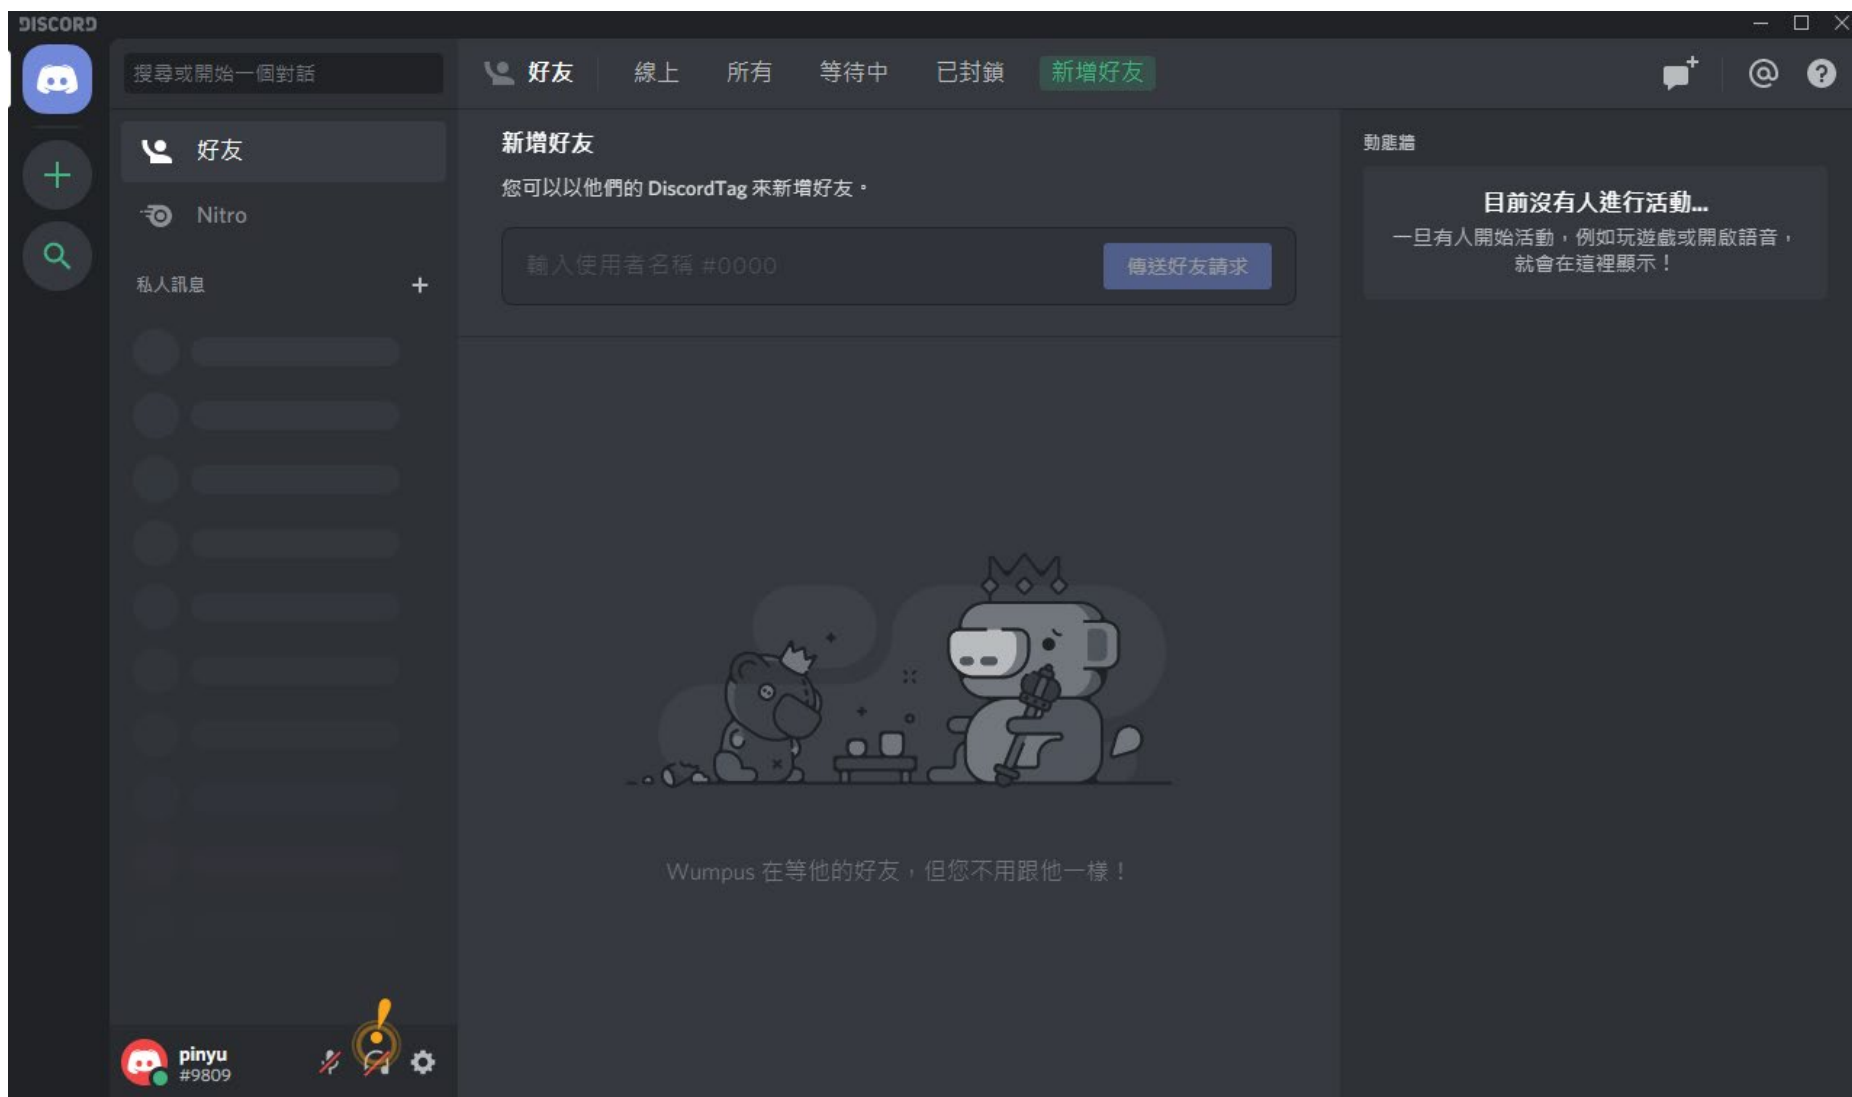 DISCORD
搜尋或開始一個對話
好友
線上
所有
等待中
已封鎖
新增好友
好友
Nitro
私人訊息
新增好友
您可以以他們的 DiscordTag 來新增好友。
輸入使用者名稱 #0000
傳送好友請求
Wumpus 在等他的好友，但您不用跟他一樣！
動態牆
目前沒有人進行活動...
一旦有人開始活動，例如玩遊戲或開啟語音，
就會在這裡顯示！
pinyu
#9809